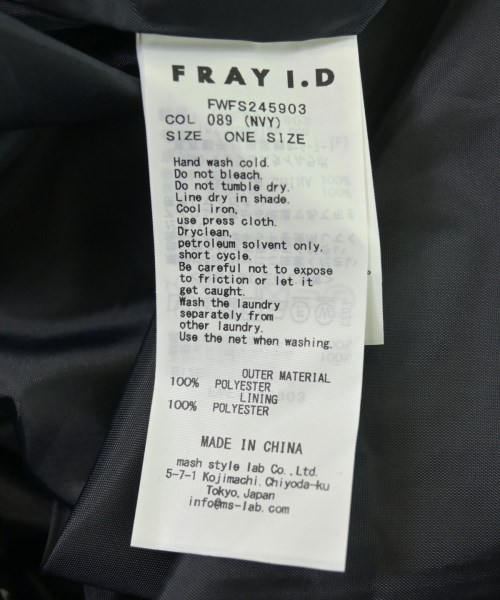 FRAY I.D
FWFS245903
COL 089 (NVY)
SIZE ONE SIZE
Hand wash cold.
Do not bleach.
Do not tumble dry.
Line dry in shade.
Cool iron,
use press cloth.
Dryclean,
petroleum solvent only,
short cycle.
Be careful not to expose
to friction or let it
get caught.
Wash the laundry
separately from
other laundry.
Use the net when washing.
OUTER MATERIAL
100% POLYESTER
LINING
100% POLYESTER
MADE IN CHINA
mash style lab Co.,Ltd.
5-7-1 Kojimachi,Chiyoda-ku
Tokyo,Japan
info@ms-lab.com